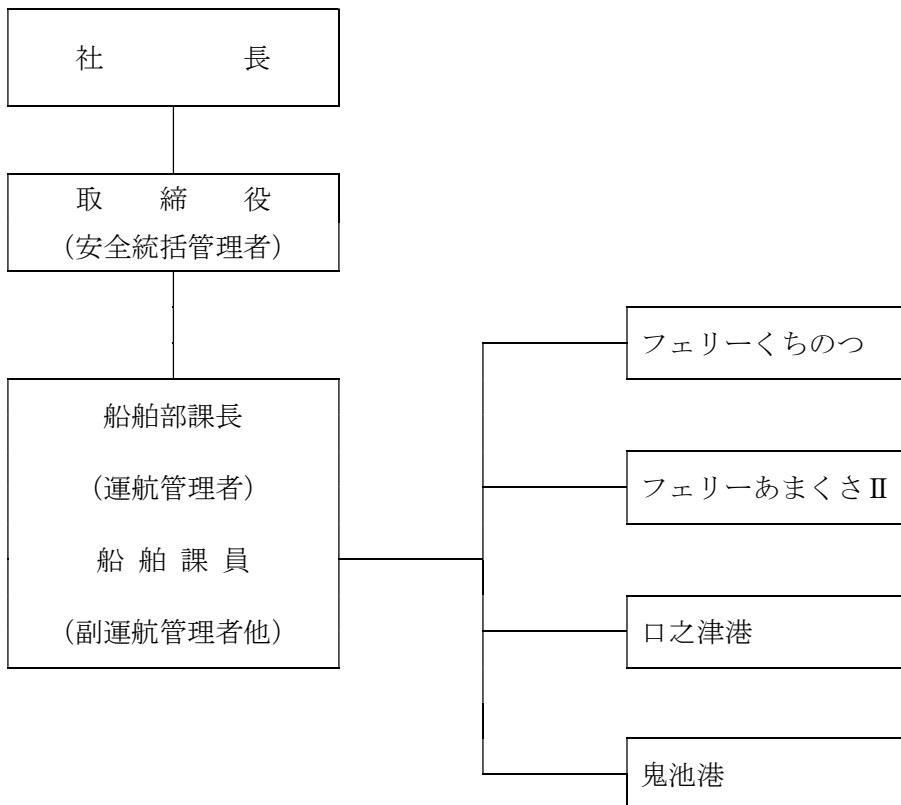 社長
取締役
(安全統括管理者)
船舶部課長
(運航管理者)
船舶課員
(副運航管理者他)
フェリーくちのつ
フェリーあまくさⅡ
口之津港
鬼池港